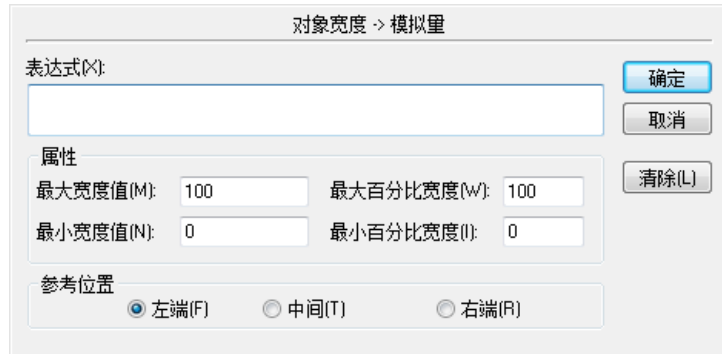 对象宽度 -> 模拟量
表达式(X):
确定
取消
清除(L)
属性
最大宽度值(M): 100 最大百分比宽度(W): 100
最小宽度值(N): 0 最小百分比宽度(I): 0
参考位置
左端(F) 中间(T) 右端(R)